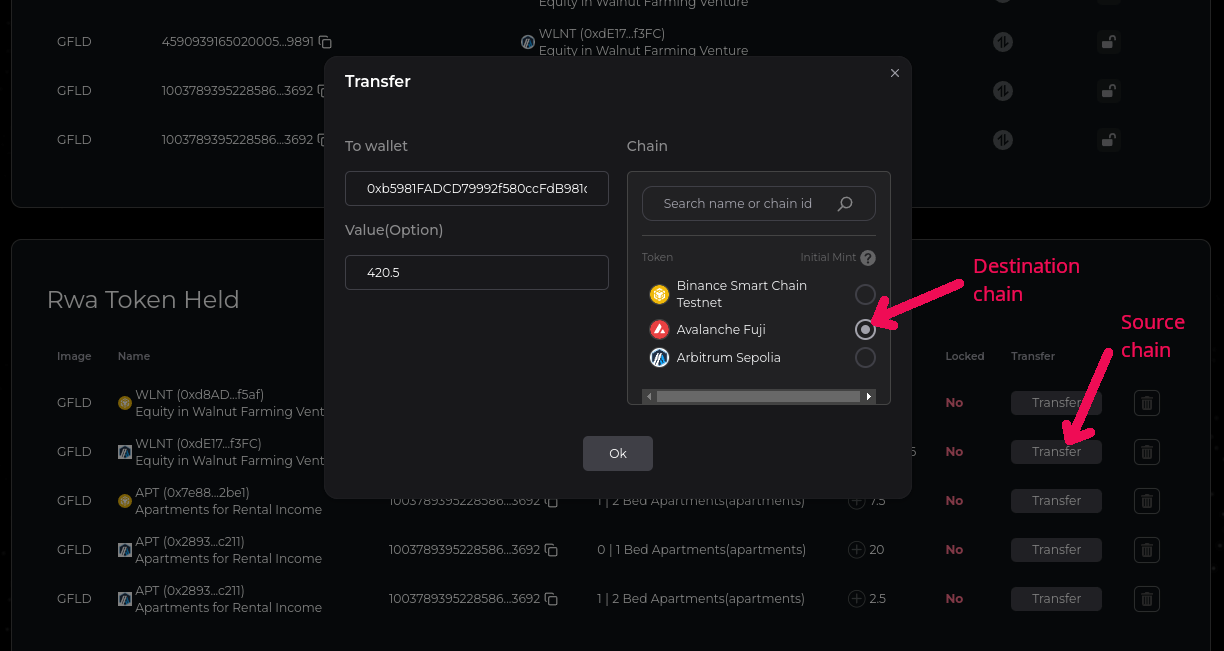 Equity in Walnut Farming Venture
GFLD 4590939165020005...9891 WLNT (0xdE17...f3FC)
Equity in Walnut Farming Venture
GFLD 1003789395228586...3692
GFLD 1003789395228586...3692
Transfer
To wallet
0xb5981FADCD79992f580ccFdB981
Value(Option)
420.5
Chain
Search name or chain id
Token Initial Mint ?
Binance Smart Chain
Testnet
Avalanche Fuji
Arbitrum Sepolia
Ok
Destination
chain
Source
chain
Rwa Token Held
Image Name Locked Transfer
GFLD WLNT (0xd8AD...f5af) No Transfer
Equity in Walnut Farming Vent
GFLD WLNT (0xdE17...f3FC) No Transfer
Equity in Walnut Farming Vent
GFLD APT (0x7e88...2be1) 1003789395228586...3692 1 | 2 Bed Apartments(apartments) 7.5 No Transfer
Apartments for Rental Income
GFLD APT (0x2893...c211) 1003789395228586...3692 0 | 1 Bed Apartments(apartments) 20 No Transfer
Apartments for Rental Income
GFLD APT (0x2893...c211) 1003789395228586...3692 1 | 2 Bed Apartments(apartments) 2.5 No Transfer
Apartments for Rental Income